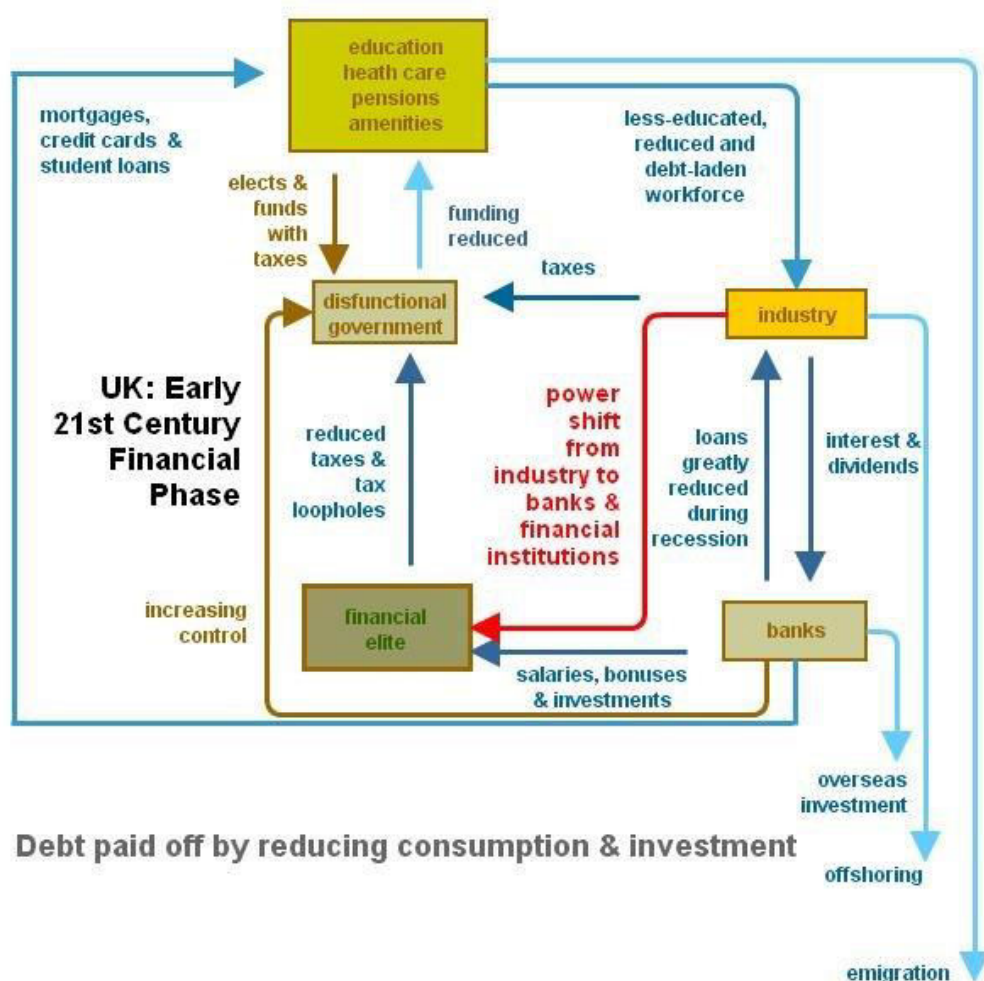 education
heath care
pensions
amenities
mortgages,
credit cards &
student loans
less-educated,
reduced and
debt-laden
workforce
elects &
funds
with
taxes
funding
reduced
taxes
disfunctional
government
industry
UK: Early
21st Century
Financial
Phase
reduced
taxes &
tax
loopholes
power
shift
from
industry to
banks &
financial
institutions
loans
greatly
reduced
during
recession
interest &
dividends
increasing
control
financial
elite
banks
salaries, bonuses
& investments
overseas
investment
Debt paid off by reducing consumption & investment
offshoring
emigration